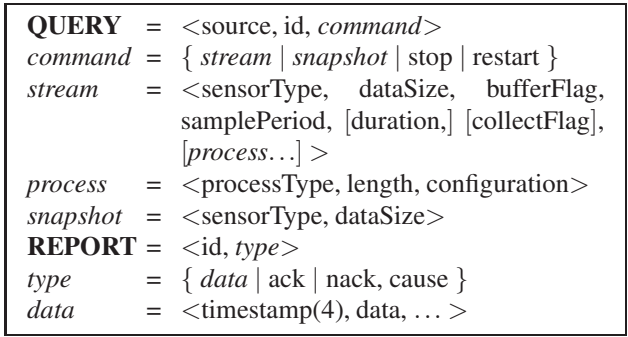 QUERY = <source, id, command>
command = { stream | snapshot | stop | restart }
stream = <sensorType, dataSize, bufferFlag,
samplePeriod, [duration,] [collectFlag],
[process...] >
process = <processType, length, configuration>
snapshot = <sensorType, dataSize>
REPORT = <id, type>
type = { data | ack | nack, cause }
data = <timestamp(4), data, ... >